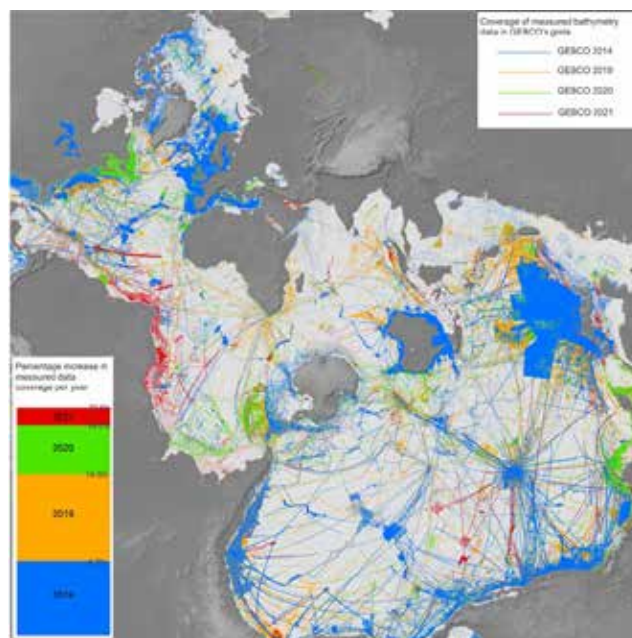 Coverage of measured bathymetry
data in GEBCO's grids
GEBCO 2014
GEBCO 2019
GEBCO 2020
GEBCO 2021
Percentage increase in
measured data
coverage per year
2021
2020
2019
2014